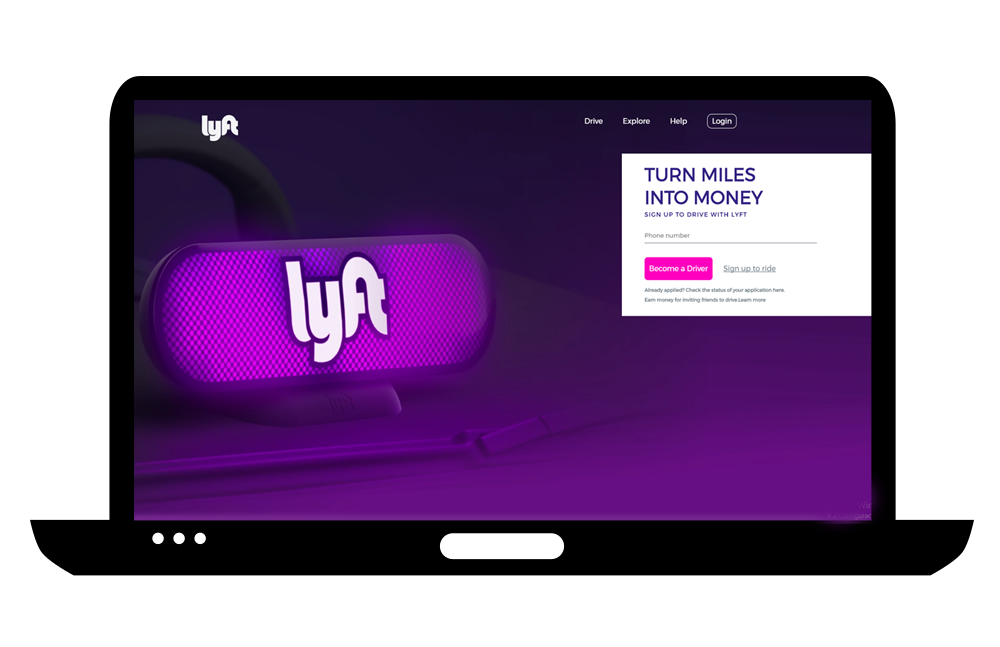 lyft
Drive Explore Help Login
TURN MILES
INTO MONEY
SIGN UP TO DRIVE WITH LYFT
Phone number
Become a Driver Sign up to ride
Already applied? Check the status of your application here.
Earn money for inviting friends to drive.Learn more
lyft